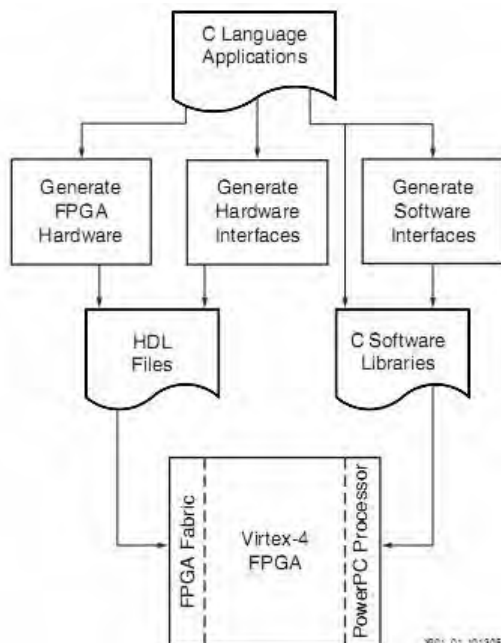 C Language
Applications
Generate
FPGA
Hardware
Generate
Hardware
Interfaces
Generate
Software
Interfaces
HDL
Files
C Software
Libraries
FPGA Fabric
Virtex-4
FPGA
PowerPC Processor